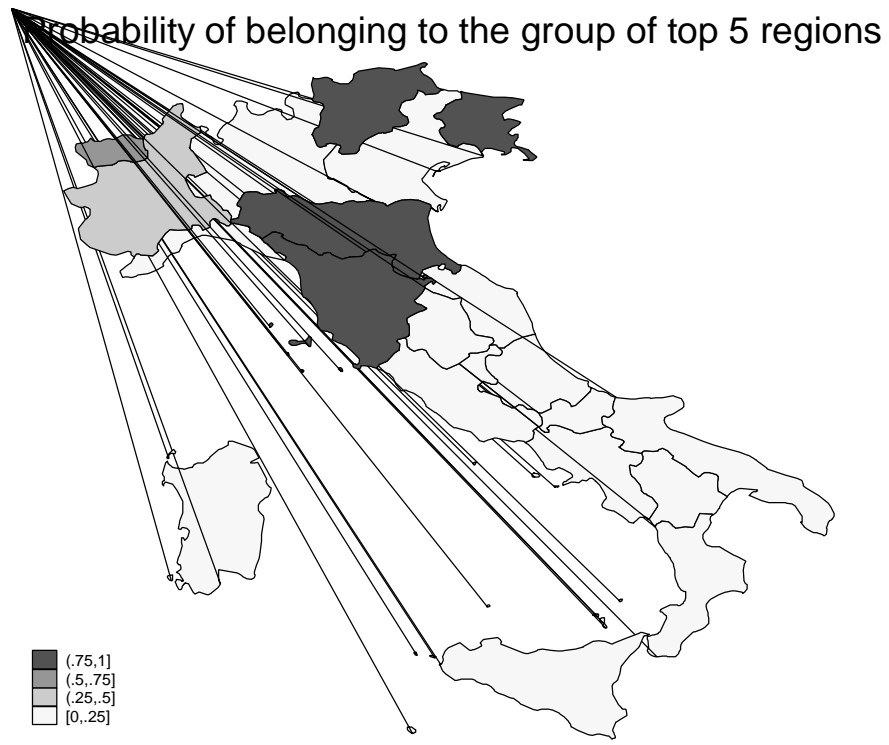 Probability of belonging to the group of top 5 regions
(.75,1]
(.5,.75]
(.25,.5]
[0,.25]